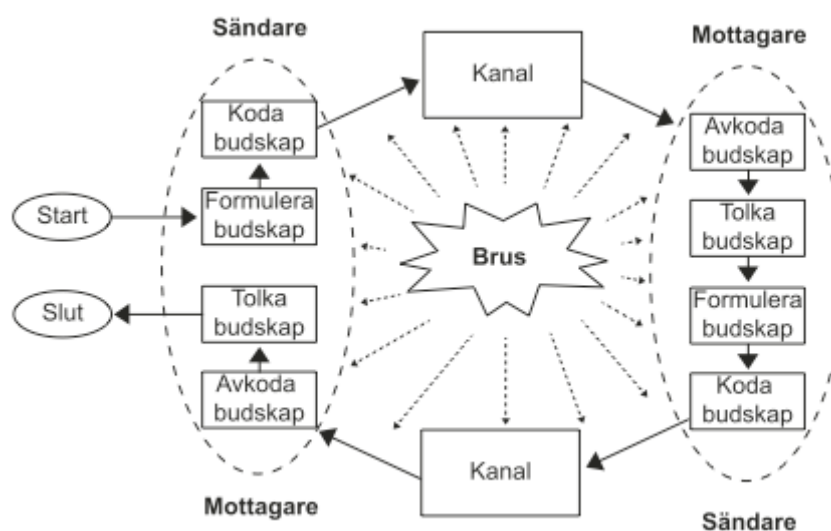 Sändare
Koda
budskap
Formulera
budskap
Start
Tolka
budskap
Slut
Avkoda
budskap
Mottagare
Kanal
Brus
Kanal
Mottagare
Avkoda
budskap
Tolka
budskap
Formulera
budskap
Koda
budskap
Sändare